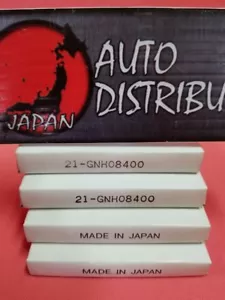 AUTO
DISTRIBU
JAPAN
21-GNH08400
21-GNH08400
MADE IN JAPAN
MADE IN JAPAN